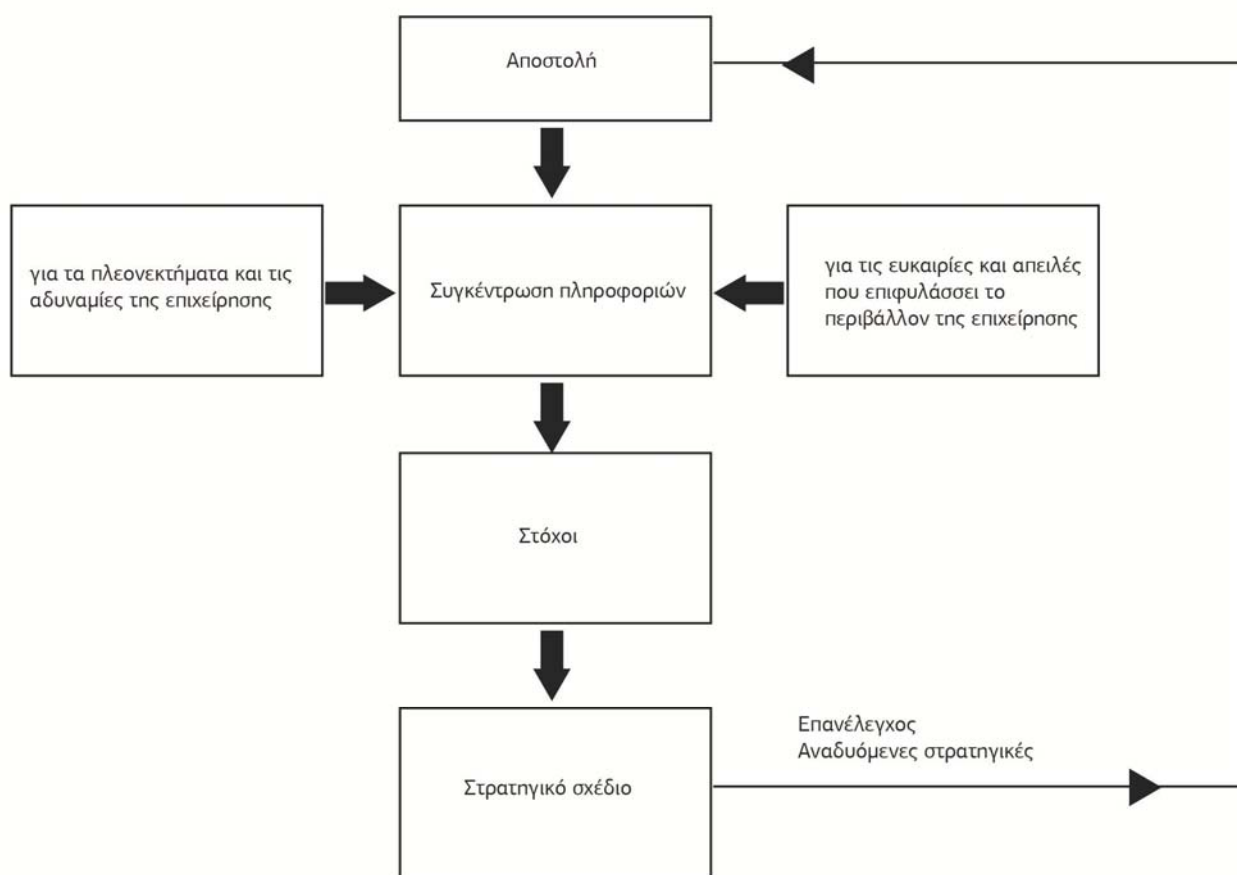 Αποστολή
για τα πλεονεκτήματα και τις
αδυναμίες της επιχείρησης
Συγκέντρωση πληροφοριών
για τις ευκαιρίες και απειλές
που επιφυλάσσει το
περιβάλλον της επιχείρησης
Στόχοι
Στρατηγικό σχέδιο
Επανέλεγχος
Αναδυόμενες στρατηγικές